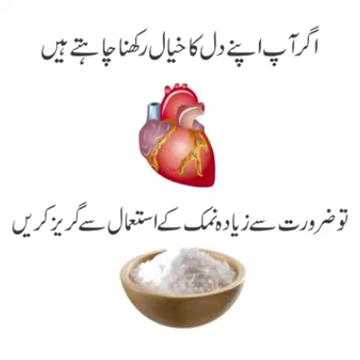 اگر آپ اپنے دل کا خیال رکھنا چاہتے ہیں
تو ضرورت سے زیادہ نمک کے استعمال سے گریز کریں